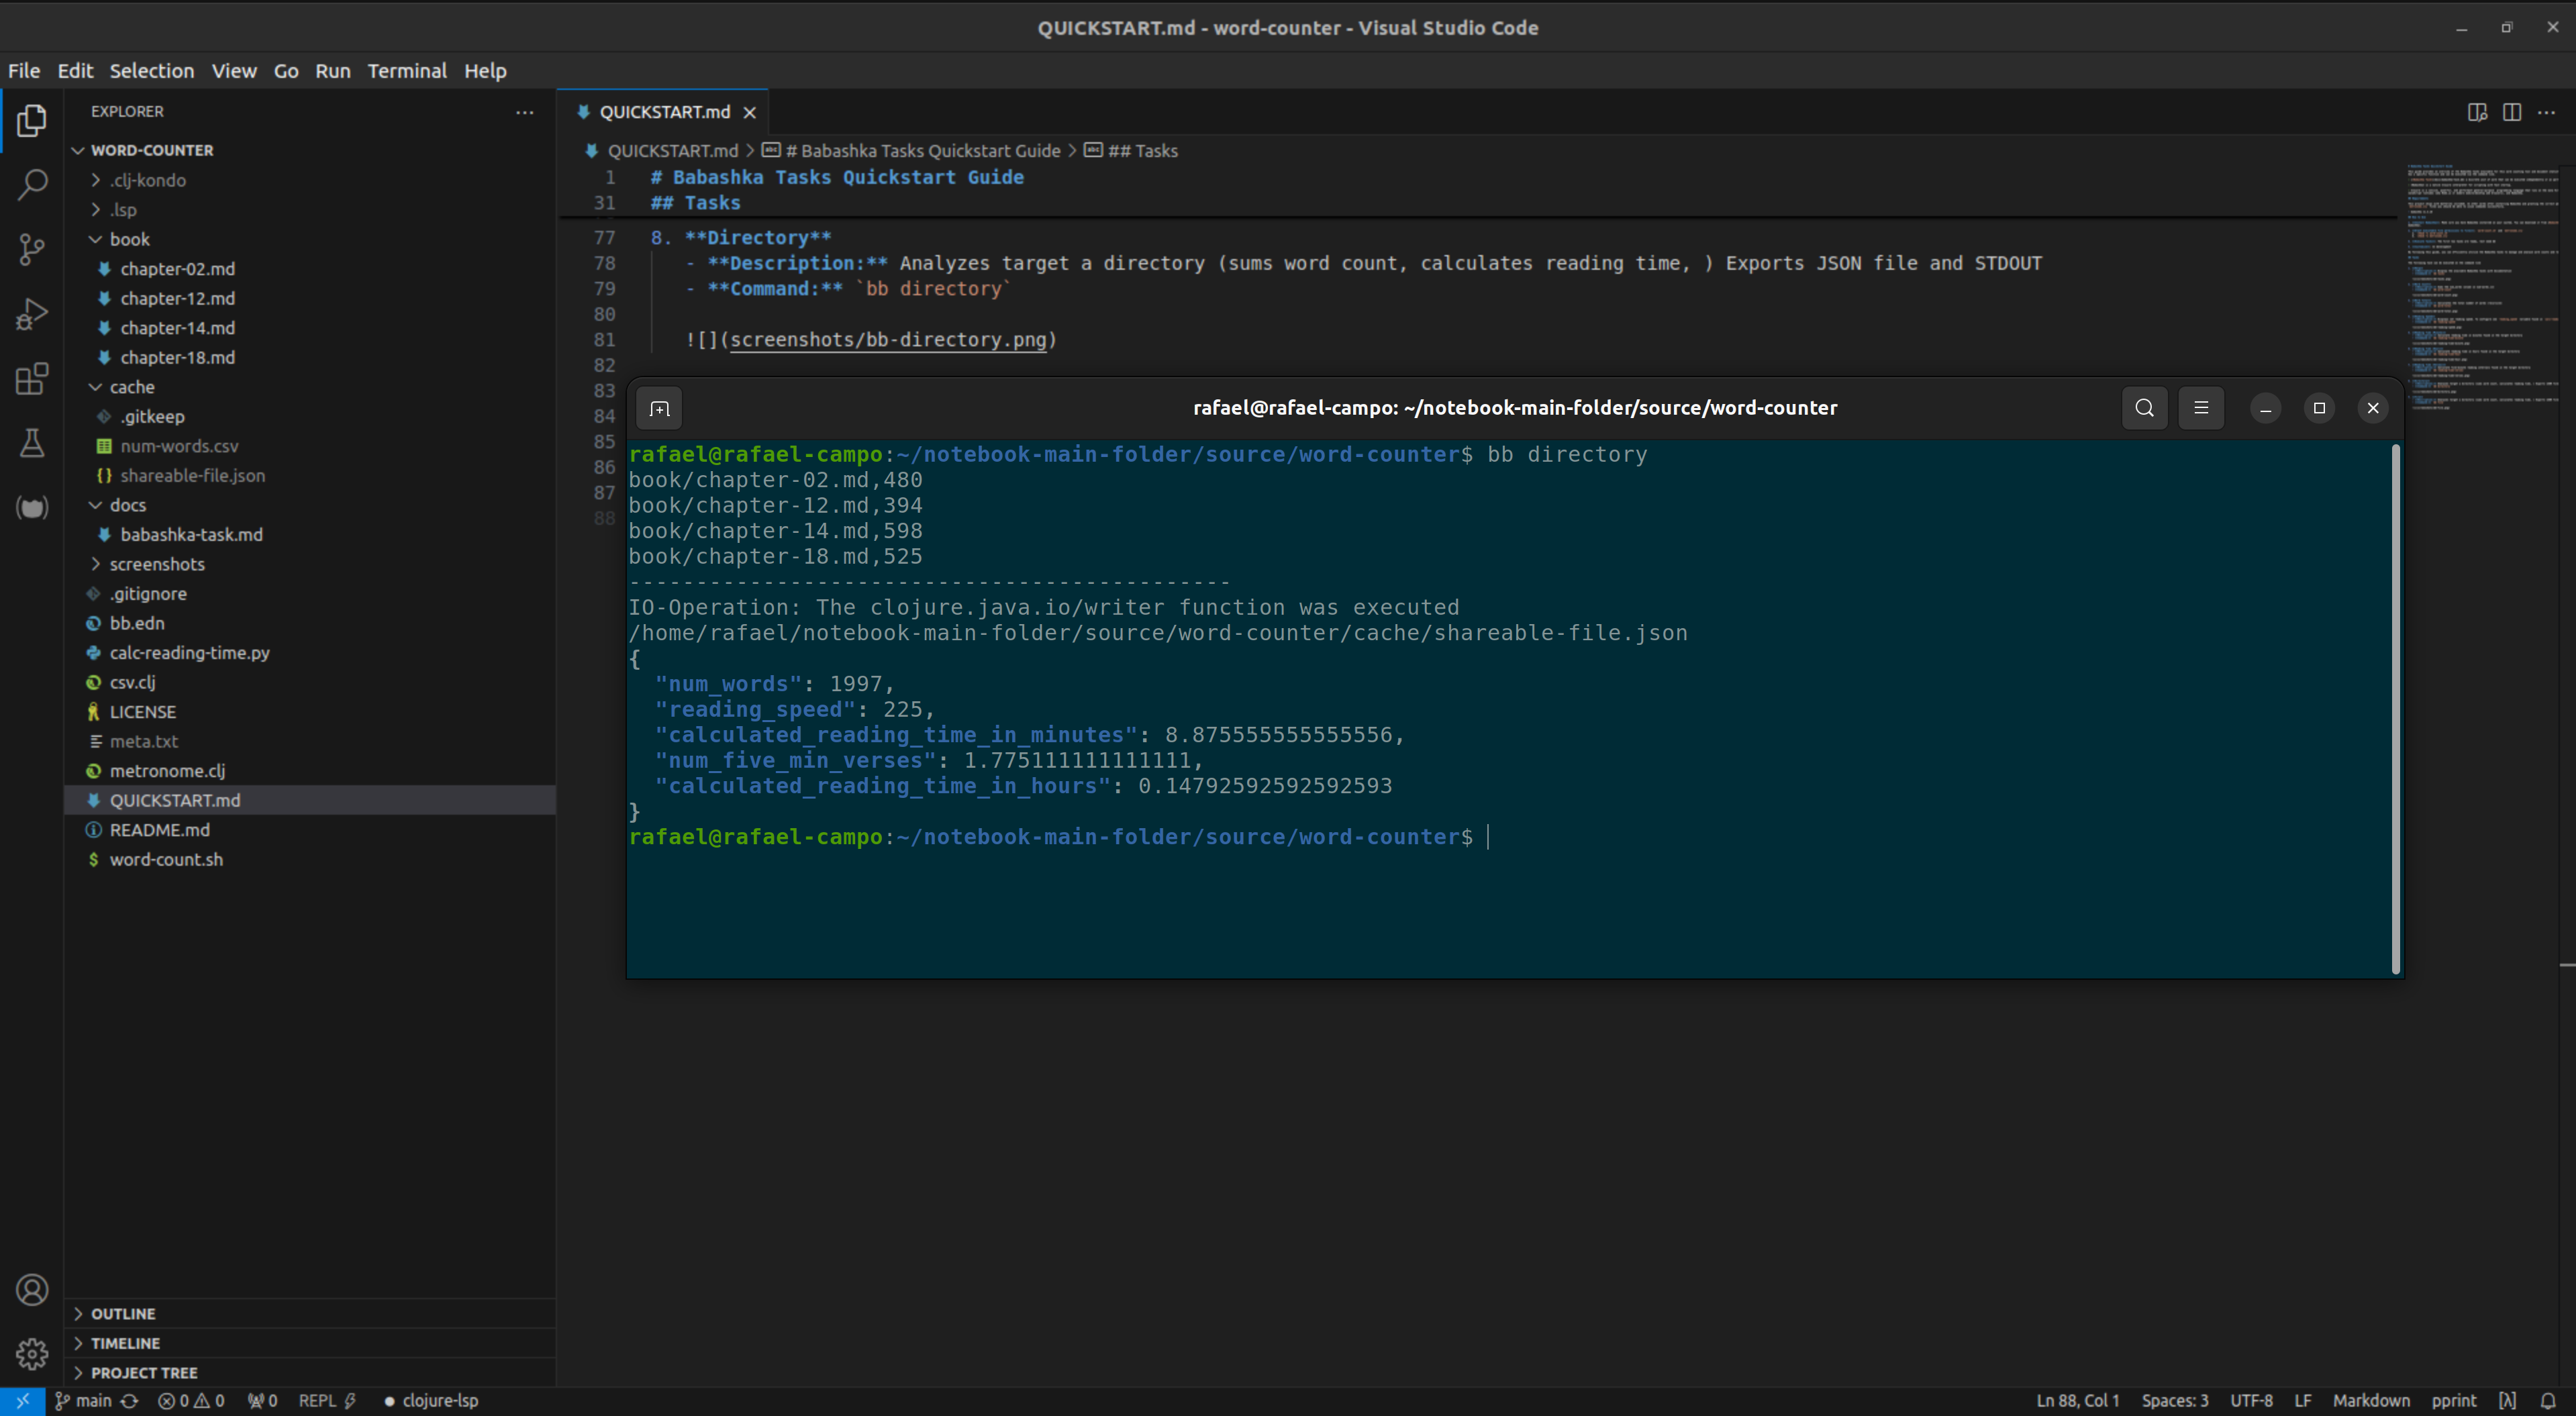 QUICKSTART.md - word-counter - Visual Studio Code
File Edit Selection View Go Run Terminal Help
EXPLORER
WORD-COUNTER
.clj-kondo
.lsp
book
chapter-02.md
chapter-12.md
chapter-14.md
chapter-18.md
cache
.gitkeep
num-words.csv
shareable-file.json
docs
babashka-task.md
screenshots
.gitignore
bb.edn
calc-reading-time.py
csv.clj
LICENSE
meta.txt
metronome.clj
QUICKSTART.md
README.md
word-count.sh
OUTLINE
TIMELINE
PROJECT TREE
QUICKSTART.md
QUICKSTART.md > # Babashka Tasks Quickstart Guide > ## Tasks
1 # Babashka Tasks Quickstart Guide
31 ## Tasks
77 8. **Directory**
78 - **Description:** Analyzes target a directory (sums word count, calculates reading time, ) Exports JSON file and STDOUT
79 - **Command:** `bb directory`
80
81 ![](screenshots/bb-directory.png)
82
83
84
85
86
87
88
rafael@rafael-campo: ~/notebook-main-folder/source/word-counter
rafael@rafael-campo:~/notebook-main-folder/source/word-counter$ bb directory
book/chapter-02.md,480
book/chapter-12.md,394
book/chapter-14.md,598
book/chapter-18.md,525
---------------------------------------------
IO-Operation: The clojure.java.io/writer function was executed
/home/rafael/notebook-main-folder/source/word-counter/cache/shareable-file.json
{
"num_words": 1997,
"reading_speed": 225,
"calculated_reading_time_in_minutes": 8.875555555555556,
"num_five_min_verses": 1.775111111111111,
"calculated_reading_time_in_hours": 0.14792592592592593
}
rafael@rafael-campo:~/notebook-main-folder/source/word-counter$
main 0 0 0 REPL clojure-lsp
Ln 88, Col 1 Spaces: 3 UTF-8 LF Markdown pprint [λ]